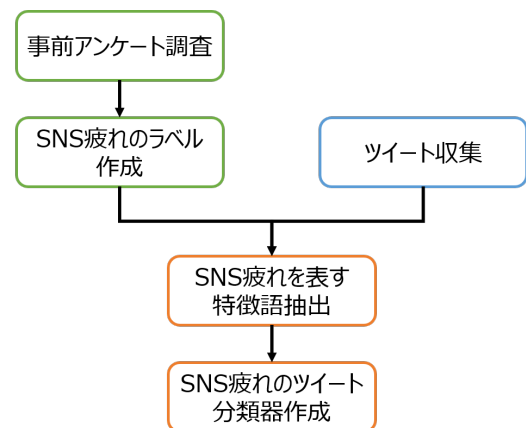 事前アンケート調査
SNS疲れのラベル
作成
ツイート収集
SNS疲れを表す
特徴語抽出
SNS疲れのツイート
分類器作成